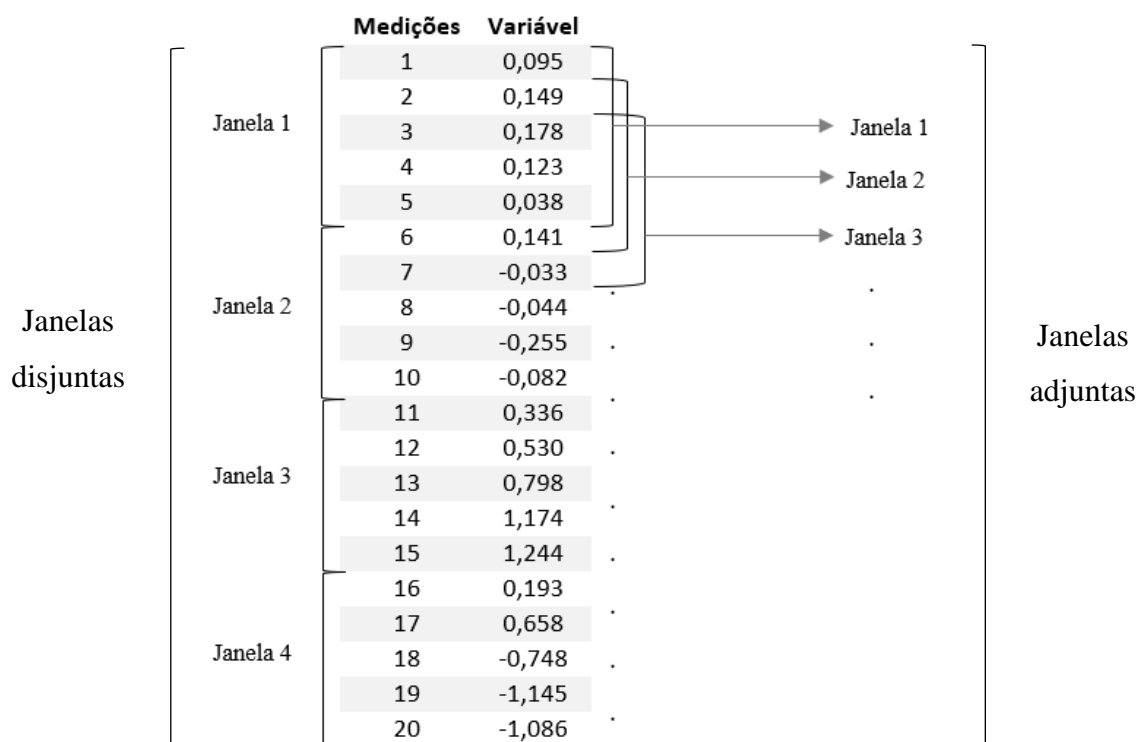 Medições Variável
1 0,095
2 0,149
Janela 1 3 0,178 Janela 1
4 0,123
Janela 2
5 0,038
6 0,141 Janela 3
7 -0,033
Janela 2 8 -0,044
Janelas disjuntas
9 -0,255
Janelas adjuntas
10 -0,082
11 0,336
12 0,530
Janela 3 13 0,798
14 1,174
15 1,244
16 0,193
17 0,658
Janela 4 18 -0,748
19 -1,145
20 -1,086